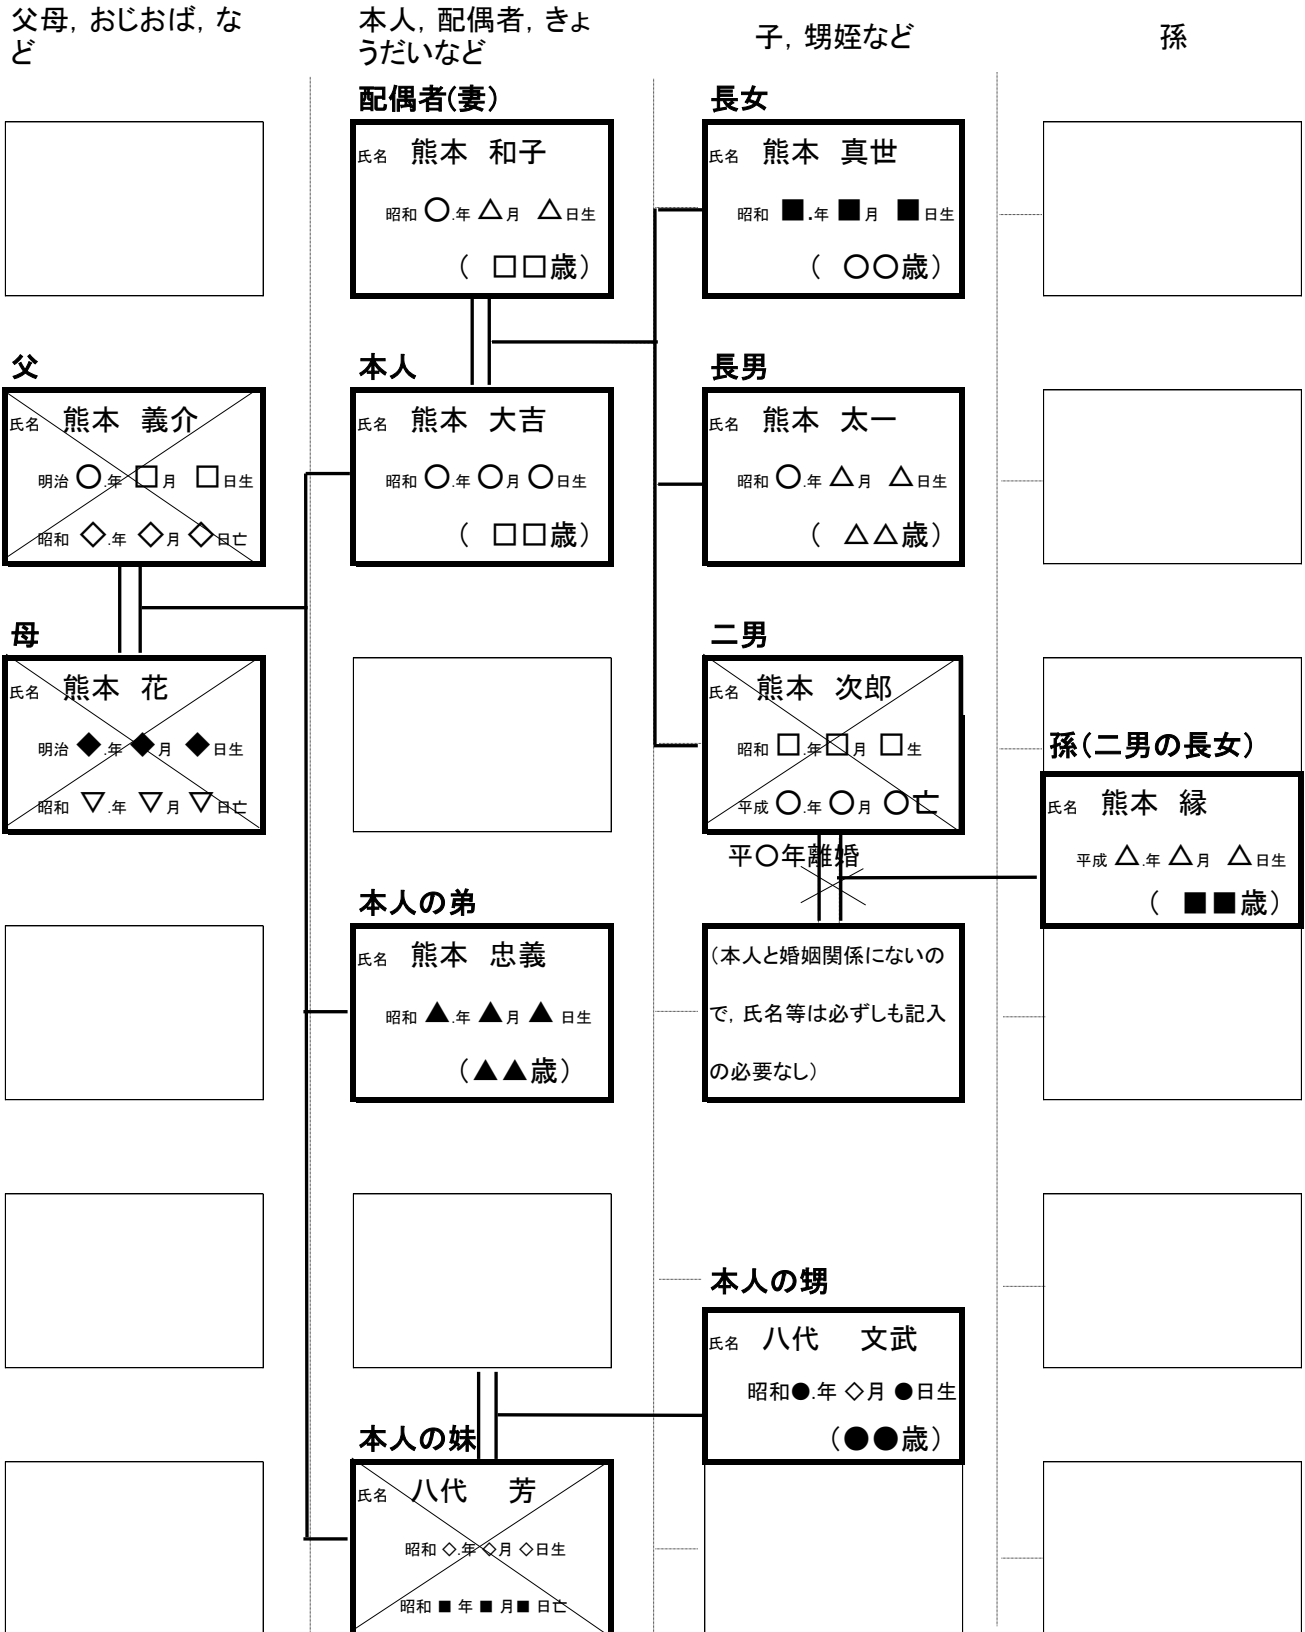 父母，おじおば，な
ど
本人，配偶者，きょ
うだいなど
子，甥姪など
孫
配偶者(妻)
氏名 熊本 和子
昭和 ○.年 △月 △日生
( □□歳)
長女
氏名 熊本 真世
昭和 ■.年 ■月 ■日生
( ○○歳)
父
氏名 熊本 義介
明治 ○.年 □月 □日生
昭和 ◇.年 ◇月 ◇日亡
本人
氏名 熊本 大吉
昭和 ○.年 ○月 ○日生
( □□歳)
長男
氏名 熊本 太一
昭和 ○.年 △月 △日生
( △△歳)
母
氏名 熊本 花
明治 ◆.年 ◆月 ◆日生
昭和 ▽.年 ▽月 ▽日亡
二男
氏名 熊本 次郎
昭和 □.年 □月 □生
平成 ○.年 ○月 ○亡
平○年離婚
孫(二男の長女)
氏名 熊本 縁
平成 △.年 △月 △日生
( ■■歳)
本人の弟
氏名 熊本 忠義
昭和 ▲.年 ▲月 ▲ 日生
(▲▲歳)
(本人と婚姻関係にないの
で，氏名等は必ずしも記入
の必要なし)
本人の甥
氏名 八代 文武
昭和●.年 ◇月 ●日生
(●●歳)
本人の妹
氏名 八代 芳
昭和 ◇.年 ◇月 ◇日生
昭和 ■ 年 ■ 月■ 日亡